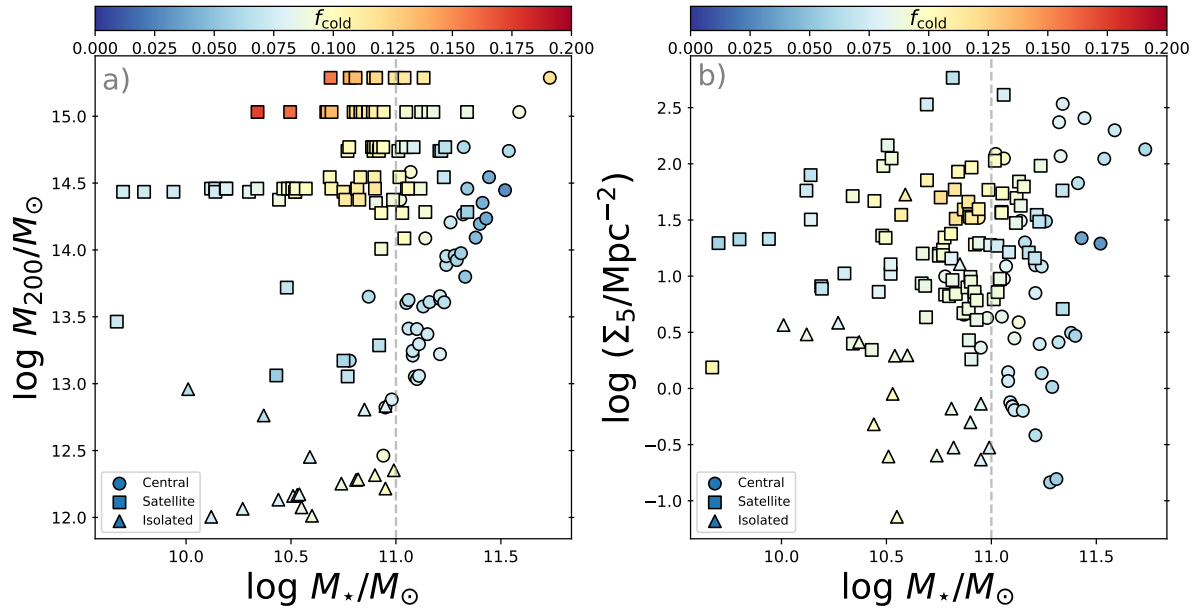 f_cold f_cold
0.000 0.025 0.050 0.075 0.100 0.125 0.150 0.175 0.200
0.000 0.025 0.050 0.075 0.100 0.125 0.150 0.175 0.200
a)
b)
log M_200/M_⊙
15.0
14.5
14.0
13.5
13.0
12.5
12.0
Central
Satellite
Isolated
10.0 10.5 11.0 11.5
log M_⋆/M_⊙
log (Σ_5/Mpc^−2)
2.5
2.0
1.5
1.0
0.5
0.0
−0.5
−1.0
Central
Satellite
Isolated
10.0 10.5 11.0 11.5
log M_⋆/M_⊙